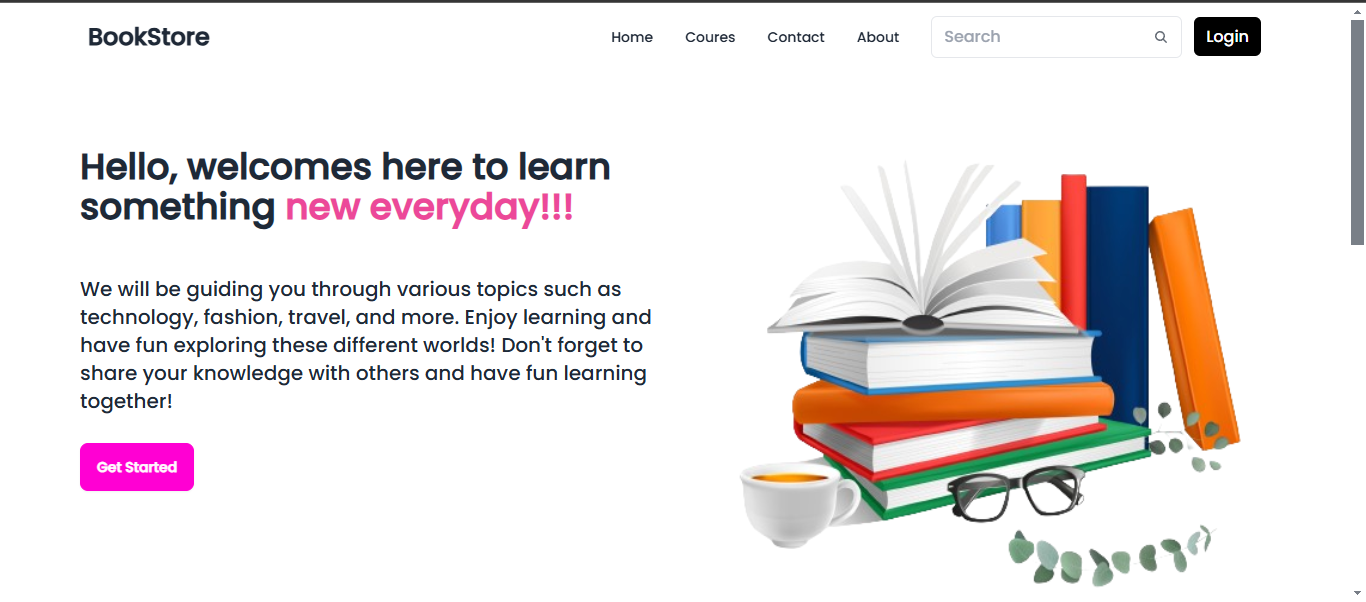 BookStore
Home Coures Contact About Search Login
Hello, welcomes here to learn
something new everyday!!!
We will be guiding you through various topics such as
technology, fashion, travel, and more. Enjoy learning and
have fun exploring these different worlds! Don't forget to
share your knowledge with others and have fun learning
together!
Get Started